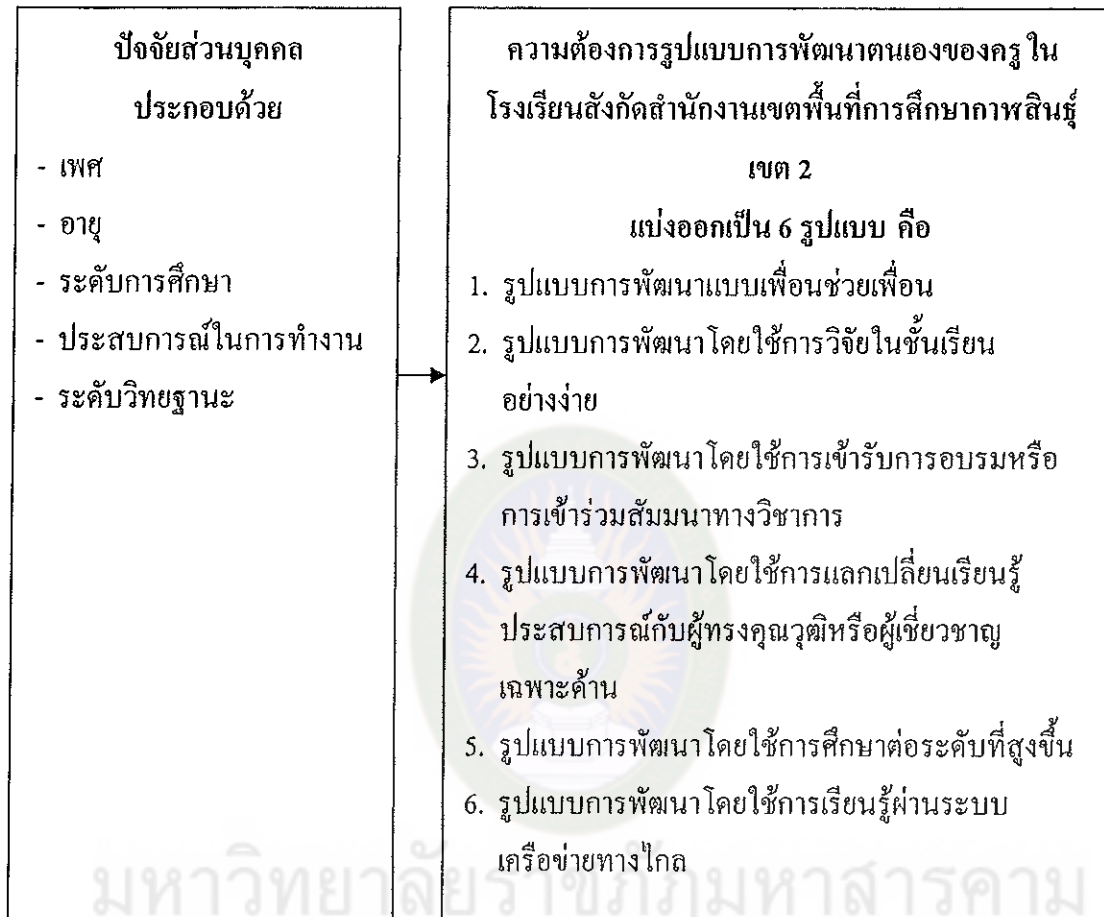 ปัจจัยส่วนบุคคล
ประกอบด้วย
- เพศ
- อายุ
- ระดับการศึกษา
- ประสบการณ์ในการทำงาน
- ระดับวิทยฐานะ
ความต้องการรูปแบบการพัฒนาตนเองของครู ใน
โรงเรียนสังกัดสำนักงานเขตพื้นที่การศึกษากาฬสินธุ์
เขต 2
แบ่งออกเป็น 6 รูปแบบ คือ
1. รูปแบบการพัฒนาแบบเพื่อนช่วยเพื่อน
2. รูปแบบการพัฒนาโดยใช้การวิจัยในชั้นเรียน
อย่างง่าย
3. รูปแบบการพัฒนาโดยใช้การเข้ารับการอบรมหรือ
การเข้าร่วมสัมมนาทางวิชาการ
4. รูปแบบการพัฒนาโดยใช้การแลกเปลี่ยนเรียนรู้
ประสบการณ์กับผู้ทรงคุณวุฒิหรือผู้เชี่ยวชาญ
เฉพาะด้าน
5. รูปแบบการพัฒนาโดยใช้การศึกษาต่อระดับที่สูงขึ้น
6. รูปแบบการพัฒนาโดยใช้การเรียนรู้ผ่านระบบ
เครือข่ายทางไกล
มหาวิทยาลัยราชภัฏมหาสารคาม